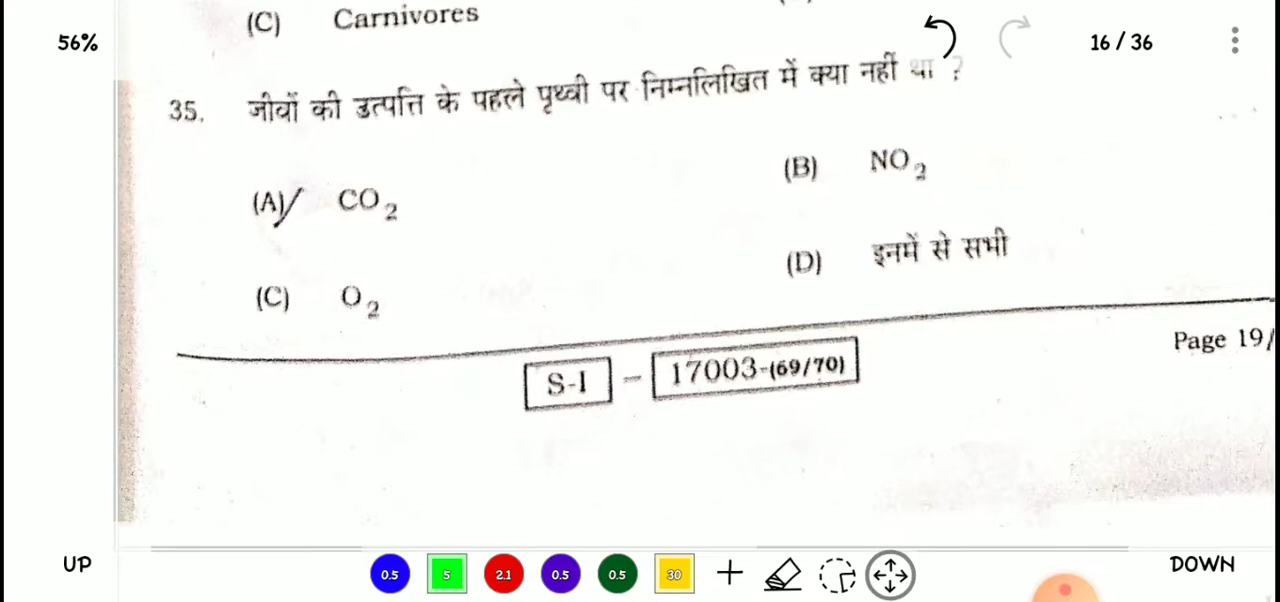 (C) Carnivores
56%
16 / 36
35. जीवों की उत्पत्ति के पहले पृथ्वी पर निम्नलिखित में क्या नहीं था ?
(A) CO2 (B) NO2
(C) O2 (D) इनमें से सभी
Page 19/
S-I – 17003-(69/70)
UP 0.5 5 2.1 0.5 0.5 30 DOWN